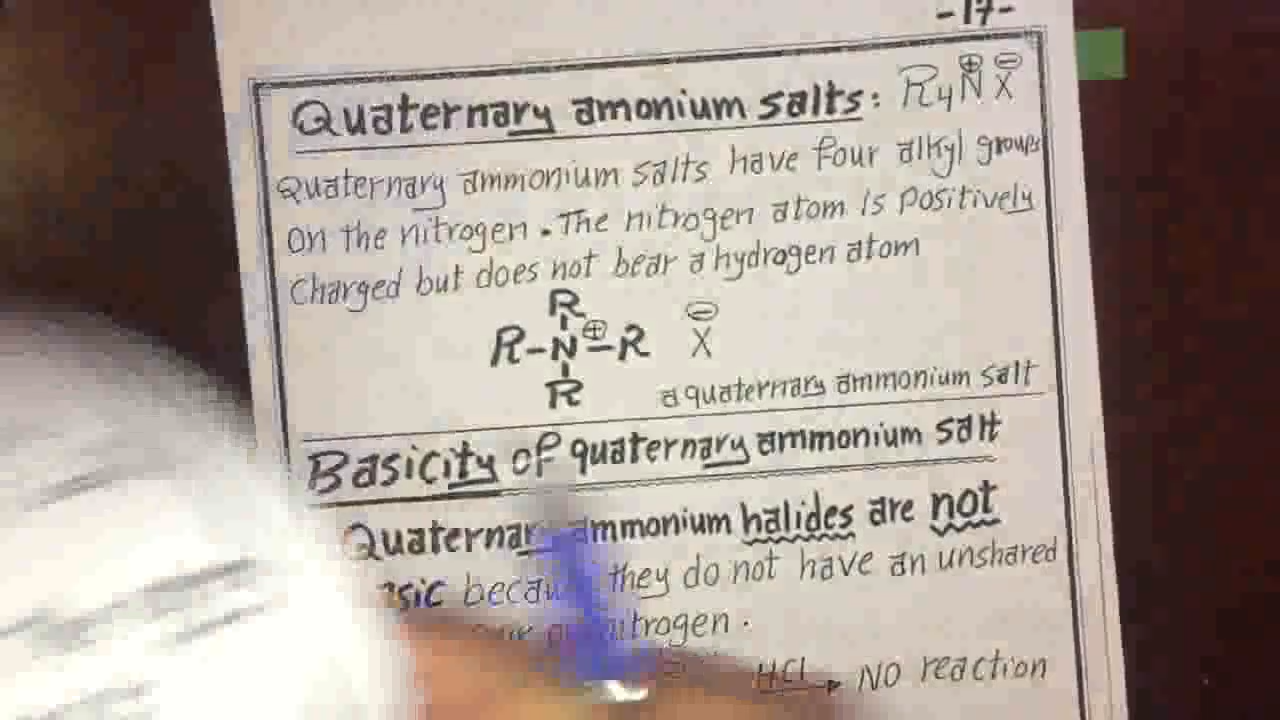 -17-
Quaternary amonium salts: R4N⊕ X⊖
Quaternary ammonium salts have four alkyl groups
on the nitrogen. The nitrogen atom is positively
charged but does not bear a hydrogen atom
R
R-N⊕-R X⊖
R
a quaternary ammonium salt
Basicity of quaternary ammonium salt
Quaternary ammonium halides are not
because they do not have an unshared
nitrogen.
HCl → NO reaction